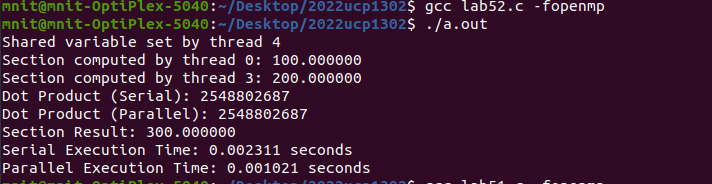 mnit@mnit-OptiPlex-5040:~/Desktop/2022ucp1302$ gcc lab52.c -fopenmp
mnit@mnit-OptiPlex-5040:~/Desktop/2022ucp1302$ ./a.out
Shared variable set by thread 4
Section computed by thread 0: 100.000000
Section computed by thread 3: 200.000000
Dot Product (Serial): 2548802687
Dot Product (Parallel): 2548802687
Section Result: 300.000000
Serial Execution Time: 0.002311 seconds
Parallel Execution Time: 0.001021 seconds
mnit@mnit-OptiPlex-5040:~/Desktop/2022ucp1302$ gcc lab51.c -fopenmp